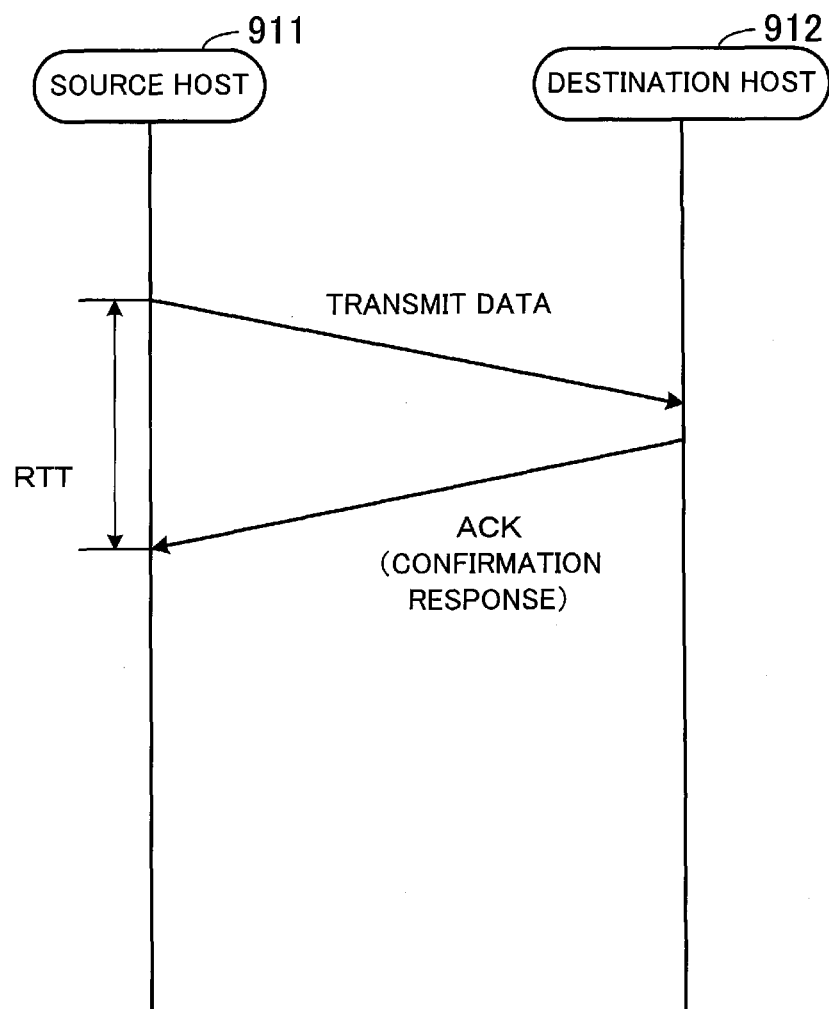 911
912
SOURCE HOST
DESTINATION HOST
TRANSMIT DATA
RTT
ACK
(CONFIRMATION
RESPONSE)